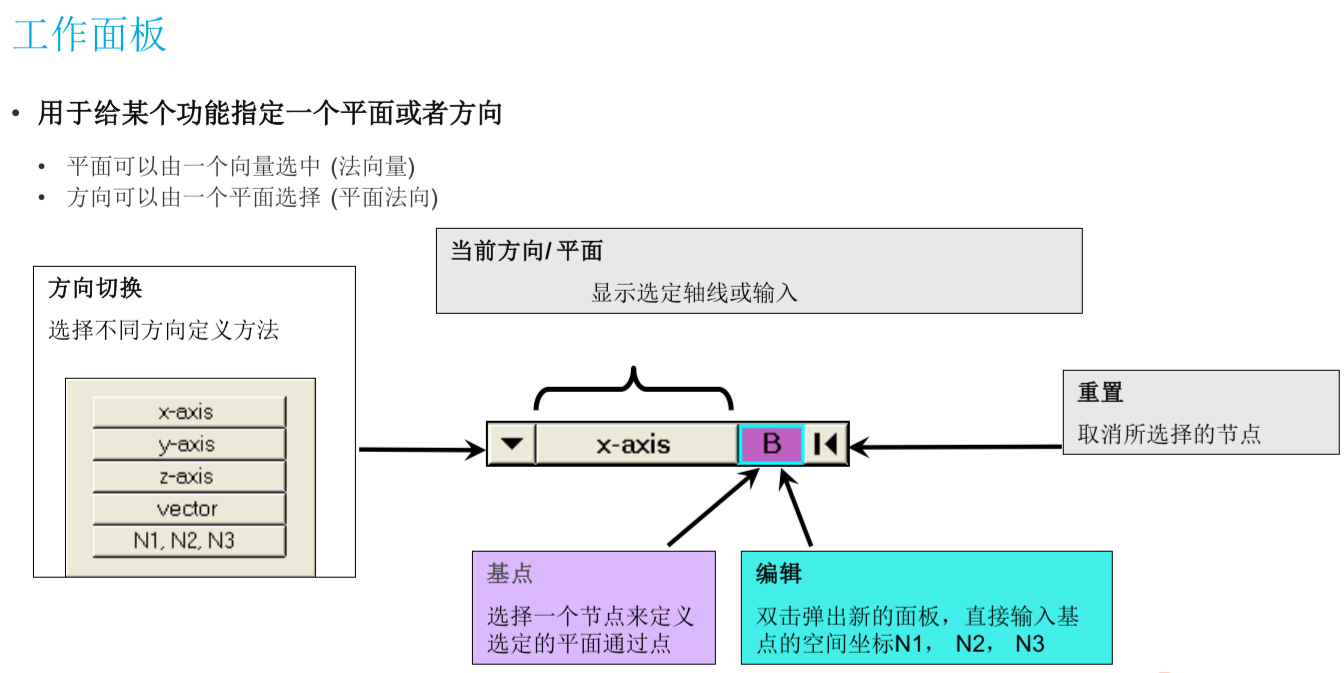 工作面板
• 用于给某个功能指定一个平面或者方向
• 平面可以由一个向量选中 (法向量)
• 方向可以由一个平面选择 (平面法向)
当前方向/ 平面
显示选定轴线或输入
方向切换
选择不同方向定义方法
x-axis
y-axis
z-axis
vector
N1, N2, N3
x-axis B
重置
取消所选择的节点
基点
选择一个节点来定义
选定的平面通过点
编辑
双击弹出新的面板，直接输入基
点的空间坐标N1， N2， N3